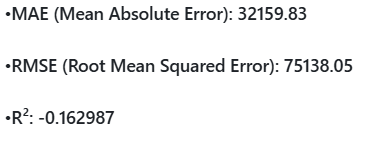 •MAE (Mean Absolute Error): 32159.83
•RMSE (Root Mean Squared Error): 75138.05
•R²: -0.162987